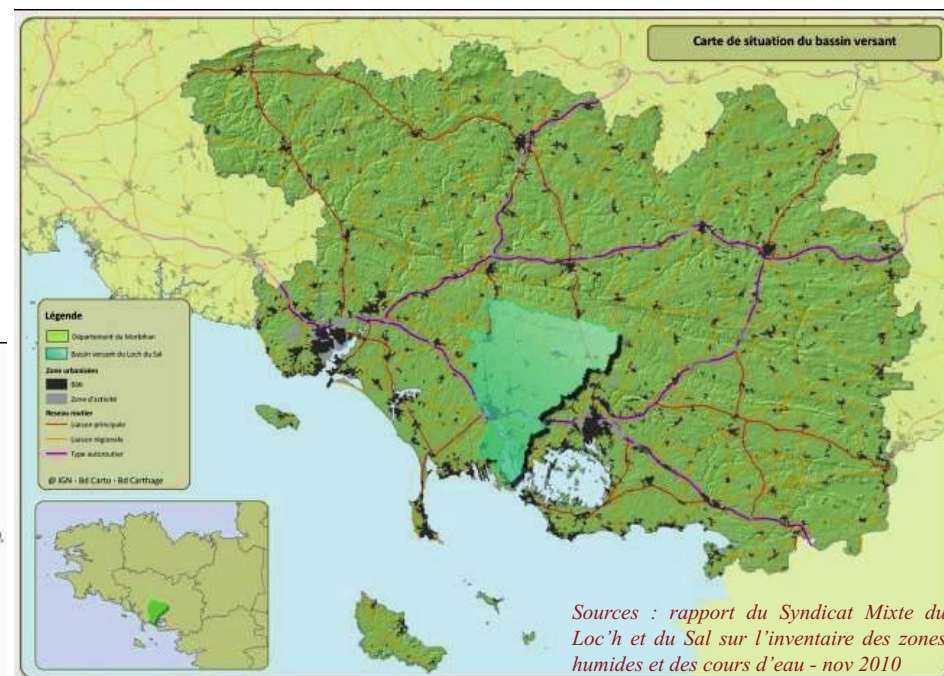 Carte de situation du bassin versant
Légende
Département du Morbihan
Bassin versant du Loch du Sal
Zone urbanisées
Bâti
Zone d'activité
Reseau routier
Liaison principale
Liaison régionale
Type autoroutier
@ IGN - Bd Carto - Bd Carthage
Sources : rapport du Syndicat Mixte du
Loc'h et du Sal sur l'inventaire des zones
humides et des cours d'eau - nov 2010